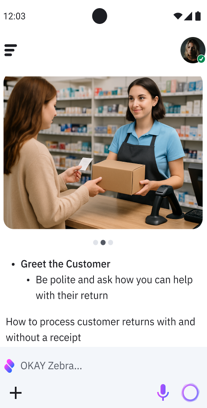 12:03
Greet the Customer
Be polite and ask how you can help
with their return
How to process customer returns with and
without a receipt
OKAY Zebra...